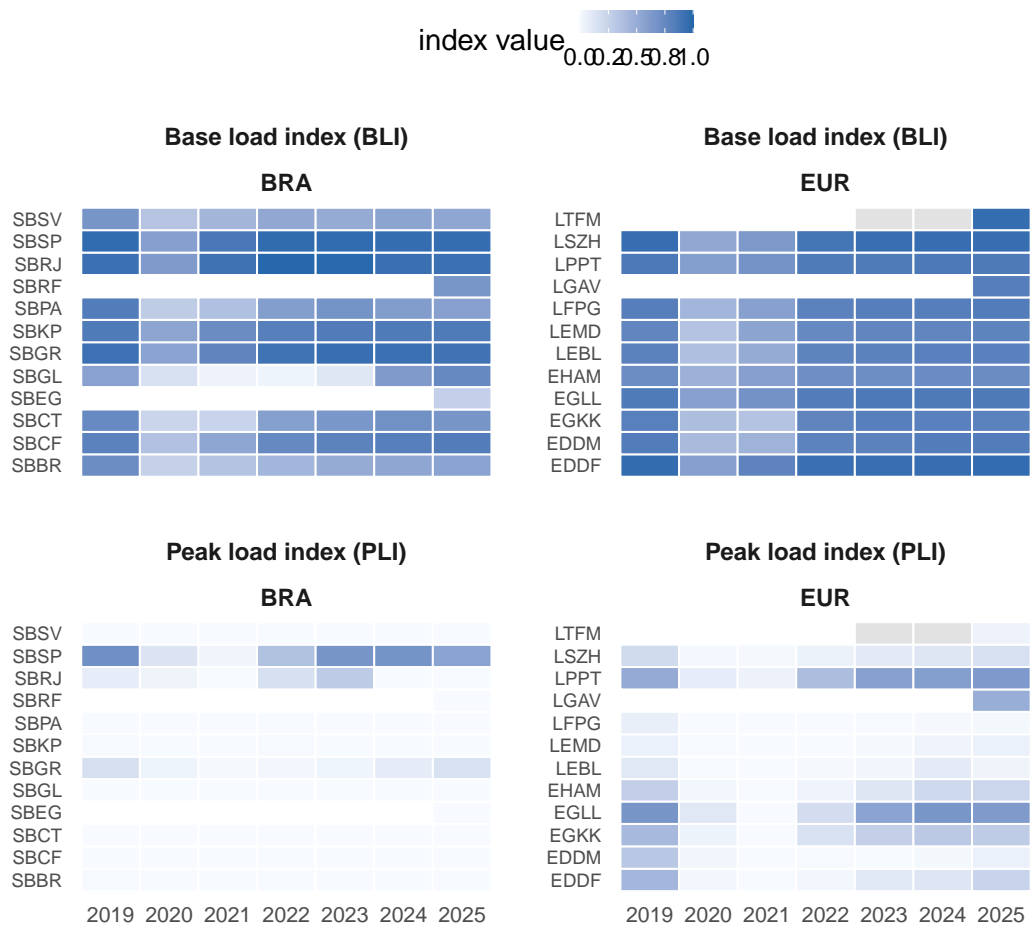 index value
0.0 0.2 0.5 0.8 1.0
Base load index (BLI)
BRA
SBSV
SBSP
SBRJ
SBRF
SBPA
SBKP
SBGR
SBGL
SBEG
SBCT
SBCF
SBBR
Base load index (BLI)
EUR
LTFM
LSZH
LPPT
LGAV
LFPG
LEMD
LEBL
EHAM
EGLL
EGKK
EDDM
EDDF
Peak load index (PLI)
BRA
SBSV
SBSP
SBRJ
SBRF
SBPA
SBKP
SBGR
SBGL
SBEG
SBCT
SBCF
SBBR
2019 2020 2021 2022 2023 2024 2025
Peak load index (PLI)
EUR
LTFM
LSZH
LPPT
LGAV
LFPG
LEMD
LEBL
EHAM
EGLL
EGKK
EDDM
EDDF
2019 2020 2021 2022 2023 2024 2025